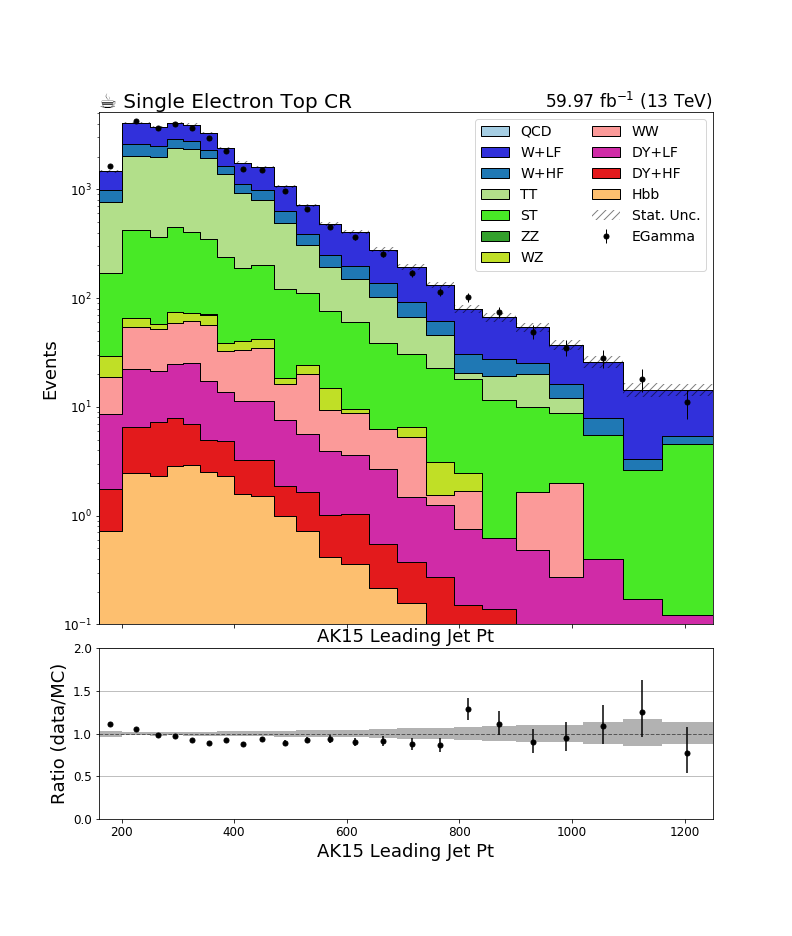 ☕ Single Electron Top CR
59.97 fb⁻¹ (13 TeV)
QCD
W+LF
W+HF
TT
ST
ZZ
WZ
WW
DY+LF
DY+HF
Hbb
Stat. Unc.
EGamma
Events
10³
10²
10¹
10⁰
10⁻¹
AK15 Leading Jet Pt
Ratio (data/MC)
2.0
1.5
1.0
0.5
0.0
200 400 600 800 1000 1200
AK15 Leading Jet Pt